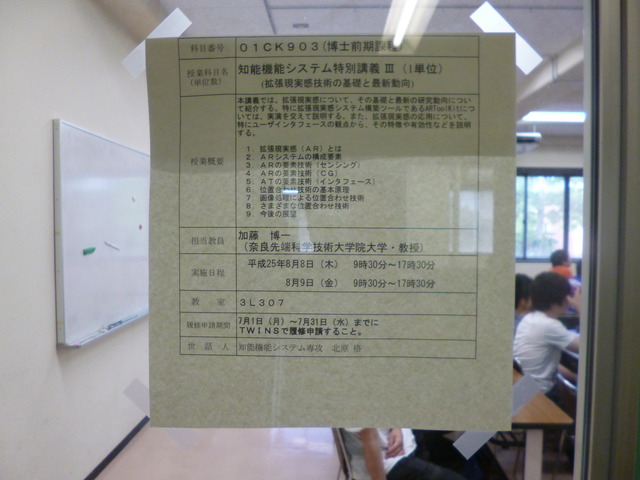 科目番号 01CK903(博士前期課程)
授業科目名(単位数) 知能機能システム特別講義Ⅲ (1単位)
(拡張現実感技術の基礎と最新動向)
授業概要
本講義では、拡張現実感について、その基礎と最新の研究動向について紹介する。特に拡張現実感システム構築ツールであるARToolKitについては、実演を交えて説明する。また、拡張現実感の応用について、特にユーザインタフェースの観点から、その特徴や有効性などを説明する。
1.拡張現実感(AR)とは
2.ARシステムの構成要素
3.ARの要素技術(センシング)
4.ARの要素技術(CG)
5.ATの要素技術(インタフェース)
6.位置合わせ技術の基本原理
7.画像処理による位置合わせ技術
8.さまざまな位置合わせ技術
9.今後の展望
担当教員 加藤 博一
(奈良先端科学技術大学院大学・教授)
実施日程 平成25年8月8日(木) 9時30分~17時30分
8月9日(金) 9時30分~17時30分
教室 3L307
履修申請期間 7月1日(月)~7月31日(水)までに
TWINSで履修申請すること。
世話人 知能機能システム専攻 北原 格